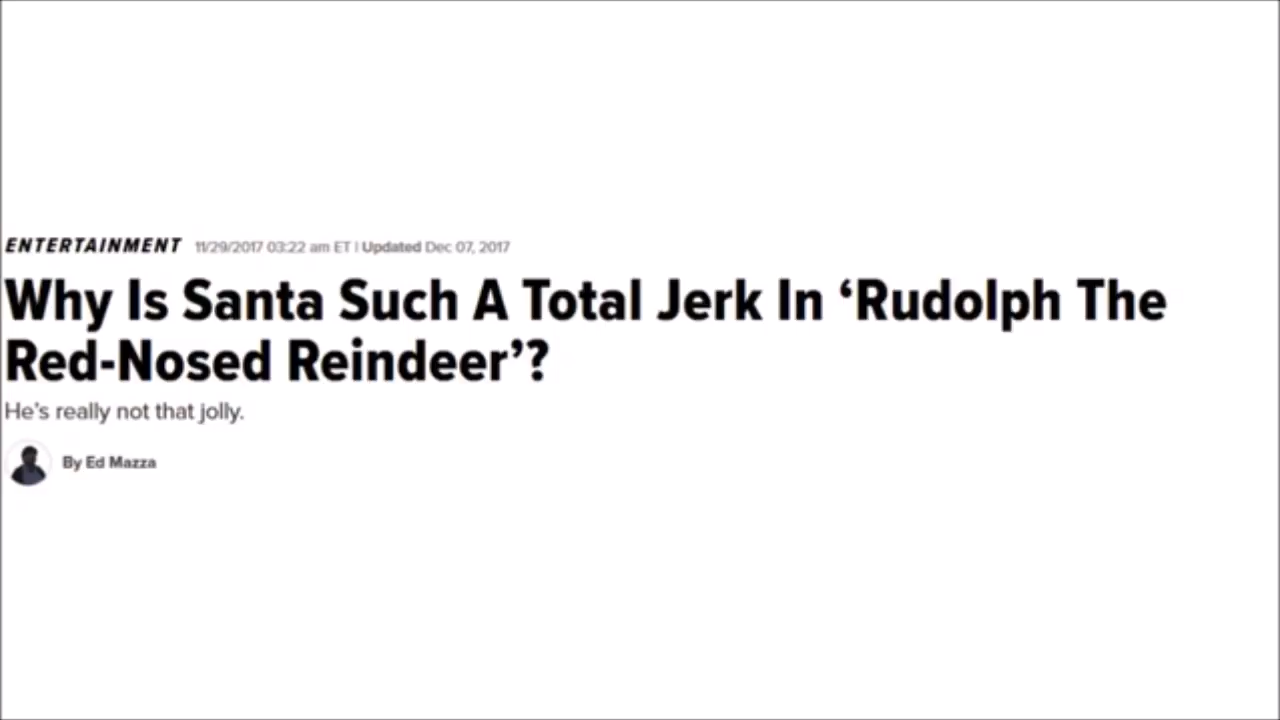 ENTERTAINMENT 11/29/2017 03:22 am ET | Updated Dec 07, 2017
Why Is Santa Such A Total Jerk In ‘Rudolph The
Red-Nosed Reindeer’?
He’s really not that jolly.
By Ed Mazza